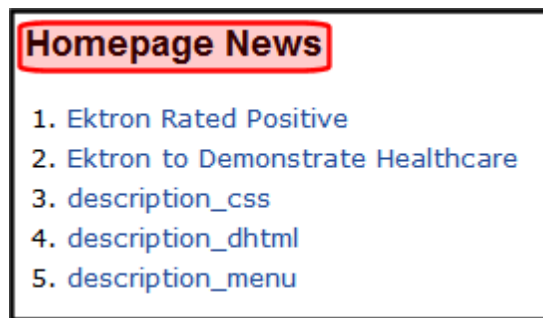 Homepage News
1. Ektron Rated Positive
2. Ektron to Demonstrate Healthcare
3. description_css
4. description_dhtml
5. description_menu